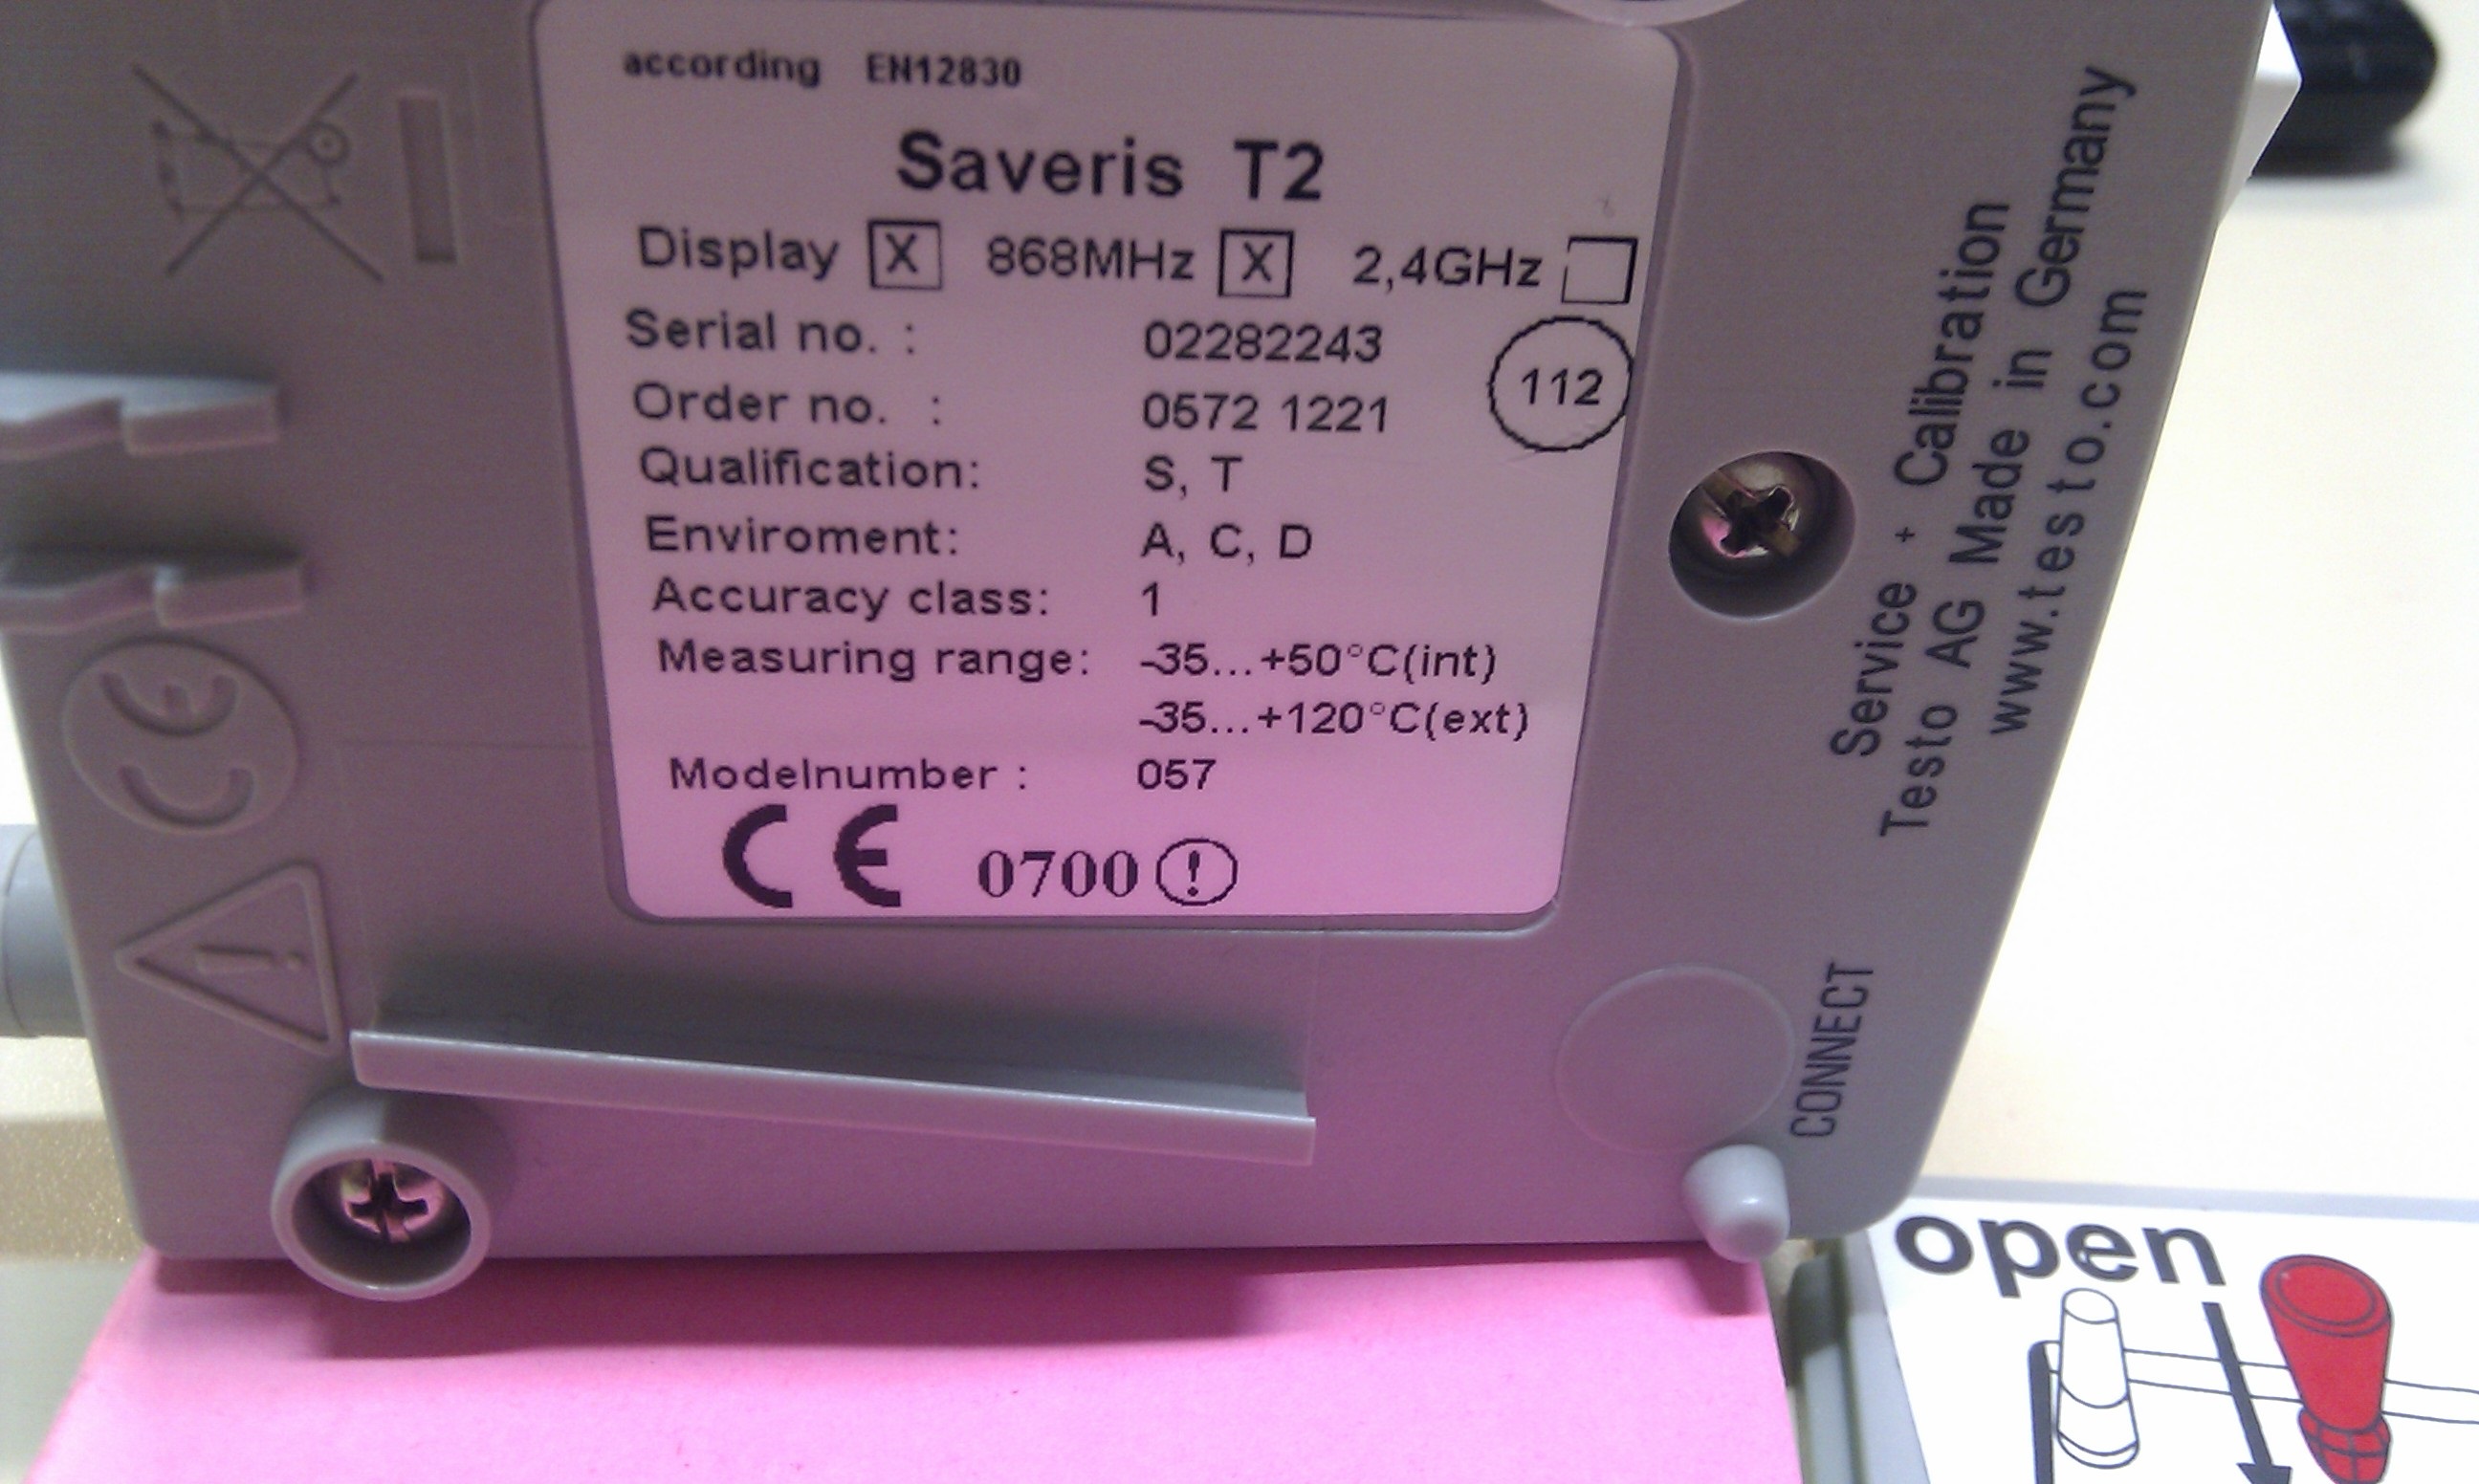 according EN12830
Saveris T2
Display X 868MHz X 2,4GHz
Serial no. : 02282243
Order no. : 0572 1221
112
Qualification: S, T
Enviroment: A, C, D
Accuracy class: 1
Measuring range: -35...+50°C(int)
-35...+120°C(ext)
Modelnumber : 057
CE 0700 !
Service + Calibration
Testo AG Made in Germany
www.testo.com
CONNECT
CE
open